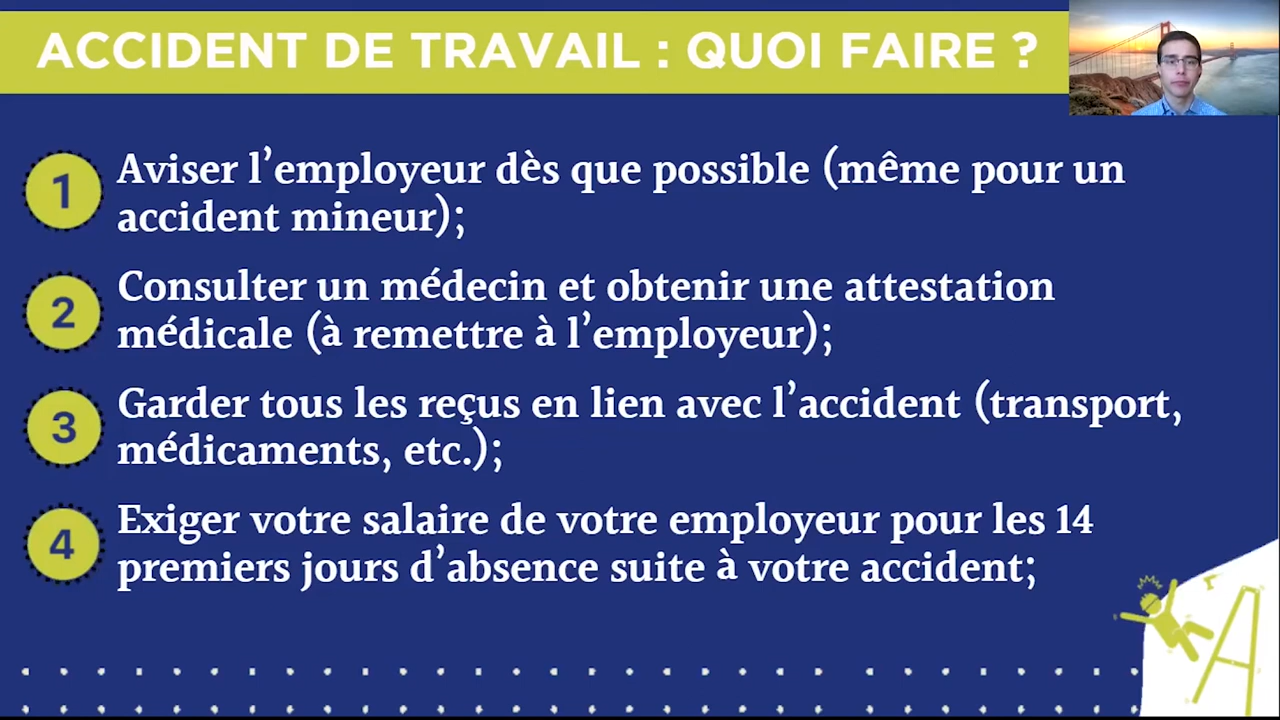 ACCIDENT DE TRAVAIL : QUOI FAIRE ?
1
Aviser l’employeur dès que possible (même pour un
accident mineur);
2
Consulter un médecin et obtenir une attestation
médicale (à remettre à l’employeur);
3
Garder tous les reçus en lien avec l’accident (transport,
médicaments, etc.);
4
Exiger votre salaire de votre employeur pour les 14
premiers jours d’absence suite à votre accident;